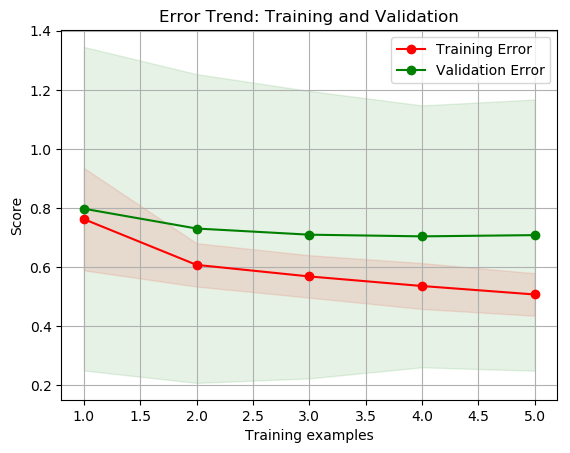 Error Trend: Training and Validation
Training Error
Validation Error
Score
1.4
1.2
1.0
0.8
0.6
0.4
0.2
1.0 1.5 2.0 2.5 3.0 3.5 4.0 4.5 5.0
Training examples